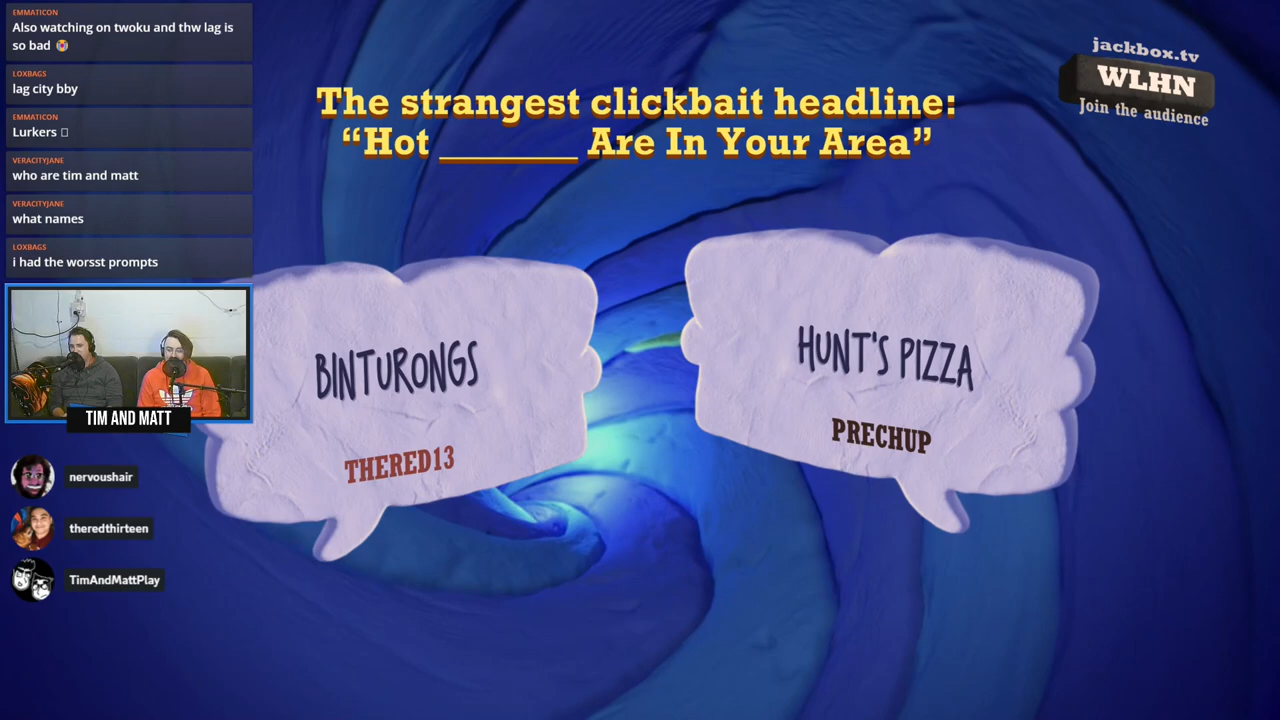 EMMATICON
Also watching on twoku and thw lag is
so bad
LOXBAGS
lag city bby
EMMATICON
Lurkers
VERACITYJANE
who are tim and matt
VERACITYJANE
what names
LOXBAGS
i had the worsst prompts
TIM AND MATT
nervoushair
theredthirteen
TimAndMattPlay
The strangest clickbait headline:
“Hot _______ Are In Your Area”
jackbox.tv
WLHN
Join the audience
BINTURONGS
THERED13
HUNT'S PIZZA
PRECHUP